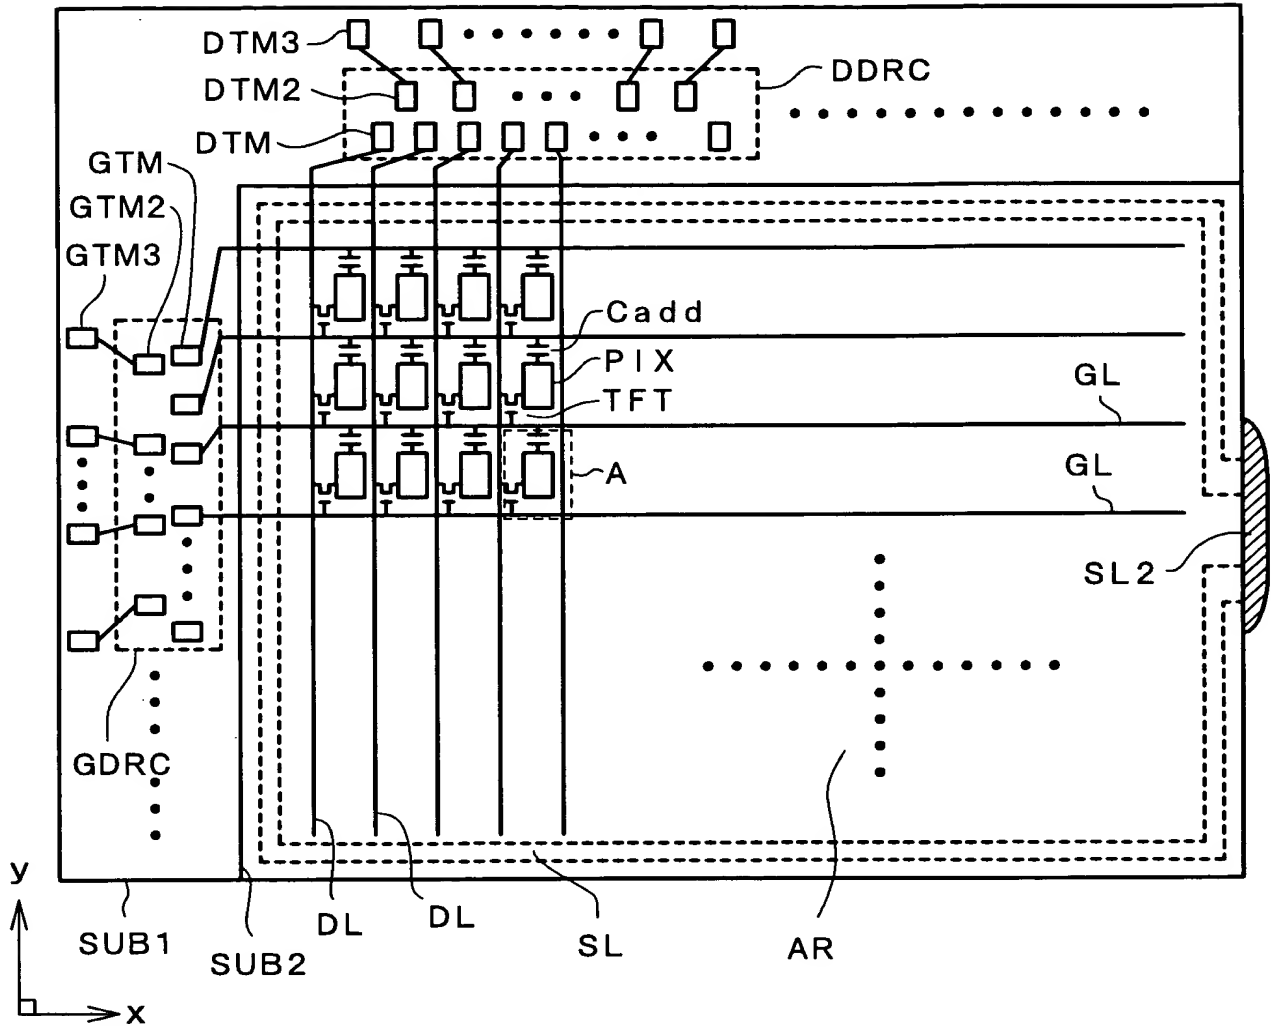 DTM3
DDRC
DTM2
DTM
GTM
GTM2
GTM3
Cadd
PIX
GL
TFT
GL
A
SL2
GDRC
y
DL
DL
SL
AR
SUB1
SUB2
x